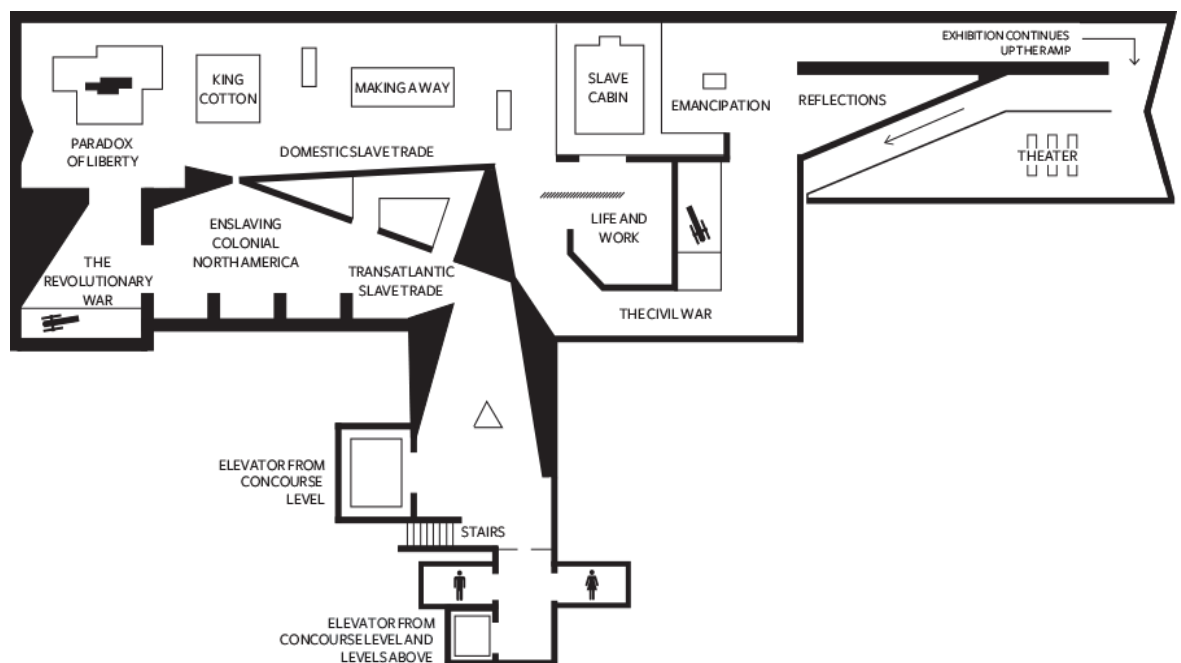 EXHIBITION CONTINUES
UP THE RAMP
KING
COTTON
MAKING A WAY
SLAVE
CABIN
EMANCIPATION
REFLECTIONS
PARADOX
OF LIBERTY
DOMESTIC SLAVE TRADE
THEATER
ENSLAVING
COLONIAL
NORTH AMERICA
LIFE AND
WORK
THE
REVOLUTIONARY
WAR
TRANSATLANTIC
SLAVE TRADE
THE CIVIL WAR
ELEVATOR FROM
CONCOURSE
LEVEL
STAIRS
ELEVATOR FROM
CONCOURSE LEVEL AND
LEVELS ABOVE